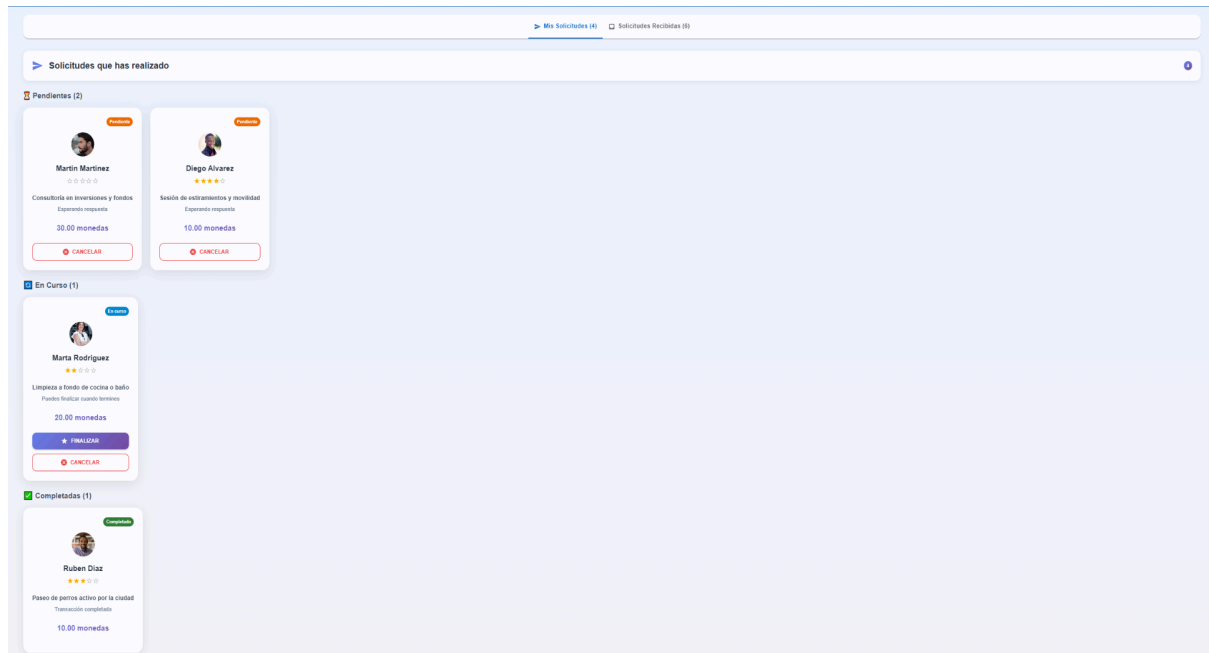 Mis Solicitudes (4)
Solicitudes Recibidas (6)
Solicitudes que has realizado
4
Pendientes (2)
Pendiente
Martin Martinez
Consultoría en inversiones y fondos
Esperando respuesta
30.00 monedas
CANCELAR
Pendiente
Diego Alvarez
Sesión de estiramientos y movilidad
Esperando respuesta
10.00 monedas
CANCELAR
En Curso (1)
En curso
Marta Rodriguez
Limpieza a fondo de cocina o baño
Puedes finalizar cuando termines
20.00 monedas
FINALIZAR
CANCELAR
Completadas (1)
Completado
Ruben Diaz
Paseo de perros activo por la ciudad
Transacción completada
10.00 monedas